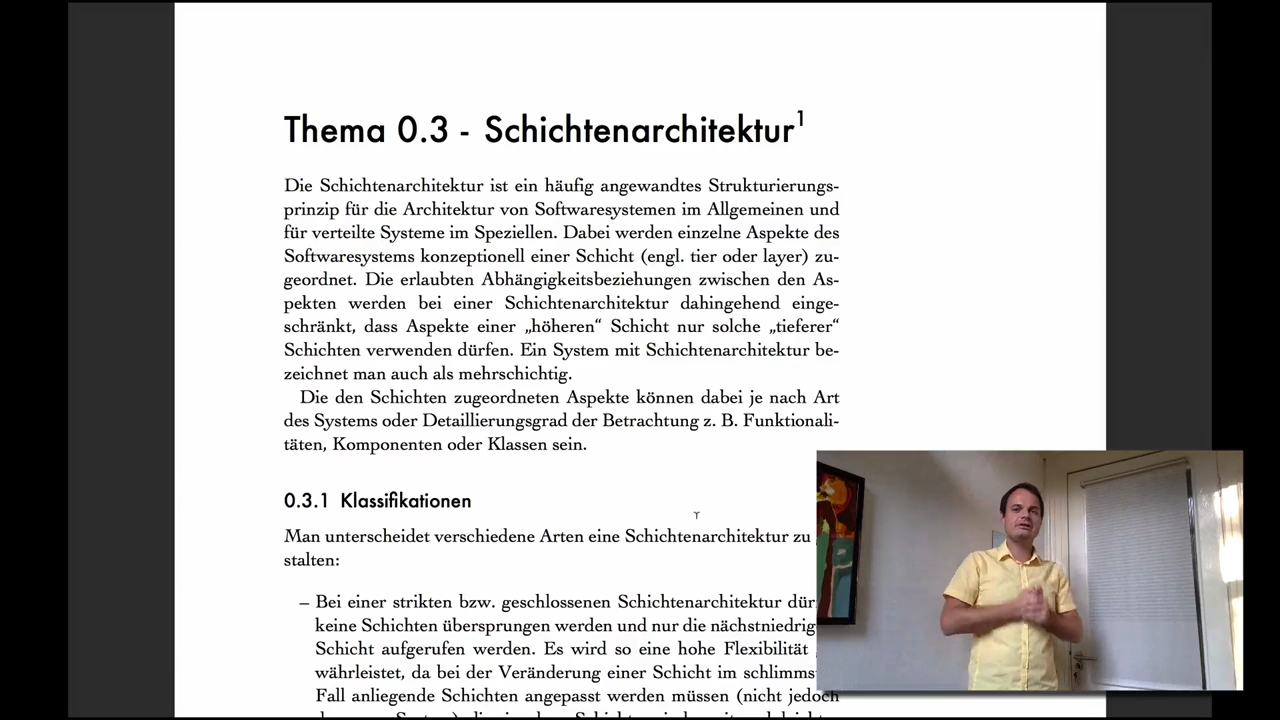 Thema 0.3 - Schichtenarchitektur1
Die Schichtenarchitektur ist ein häufig angewandtes Strukturierungs-
prinzip für die Architektur von Softwaresystemen im Allgemeinen und
für verteilte Systeme im Speziellen. Dabei werden einzelne Aspekte des
Softwaresystems konzeptionell einer Schicht (engl. tier oder layer) zu-
geordnet. Die erlaubten Abhängigkeitsbeziehungen zwischen den As-
pekten werden bei einer Schichtenarchitektur dahingehend einge-
schränkt, dass Aspekte einer „höheren“ Schicht nur solche „tieferer“
Schichten verwenden dürfen. Ein System mit Schichtenarchitektur be-
zeichnet man auch als mehrschichtig.
Die den Schichten zugeordneten Aspekte können dabei je nach Art
des Systems oder Detaillierungsgrad der Betrachtung z. B. Funktionali-
täten, Komponenten oder Klassen sein.
0.3.1 Klassifikationen
Man unterscheidet verschiedene Arten eine Schichtenarchitektur zu
stalten:
– Bei einer strikten bzw. geschlossenen Schichtenarchitektur dür
keine Schichten übersprungen werden und nur die nächstniedrig
Schicht aufgerufen werden. Es wird so eine hohe Flexibilität
währleistet, da bei der Veränderung einer Schicht im schlimms
Fall anliegende Schichten angepasst werden müssen (nicht jedoch